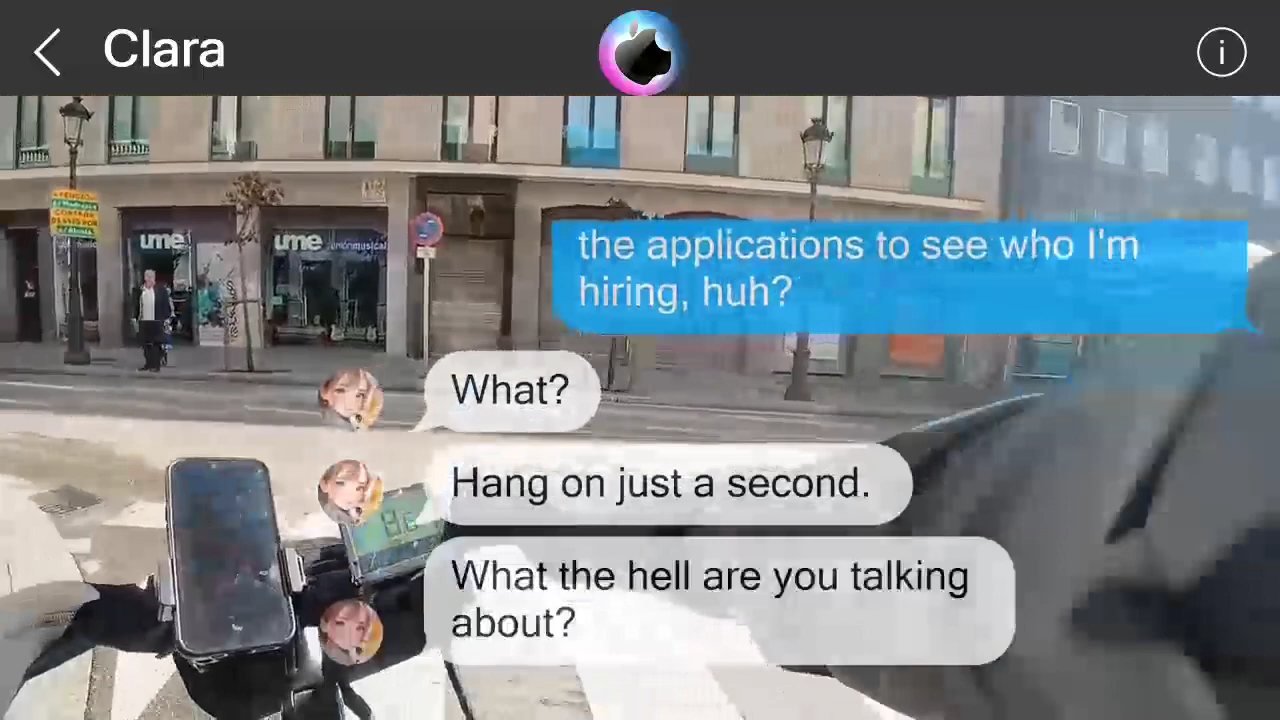 Clara
i
ume
ume
unionmusical
the applications to see who I'm
hiring, huh?
What?
Hang on just a second.
What the hell are you talking
about?